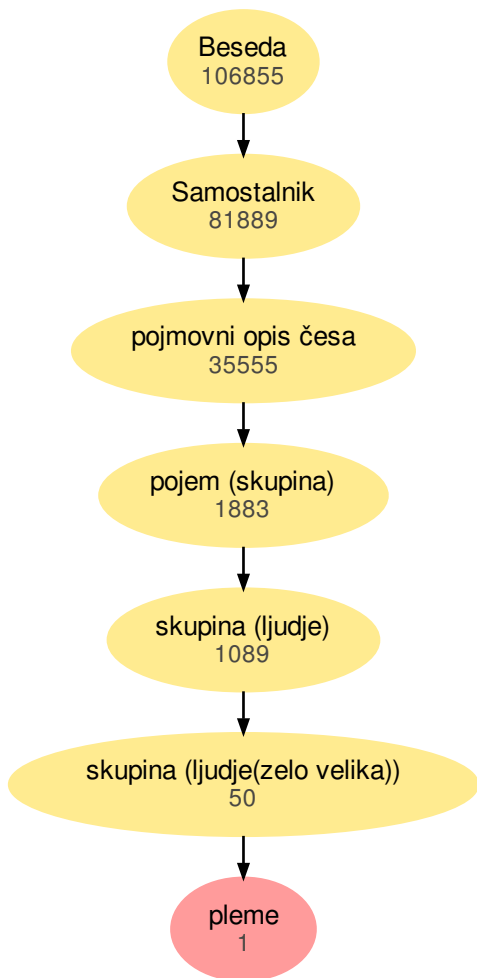 Beseda
106855
Samostalnik
81889
pojmovni opis česa
35555
pojem (skupina)
1883
skupina (ljudje)
1089
skupina (ljudje(zelo velika))
50
pleme
1